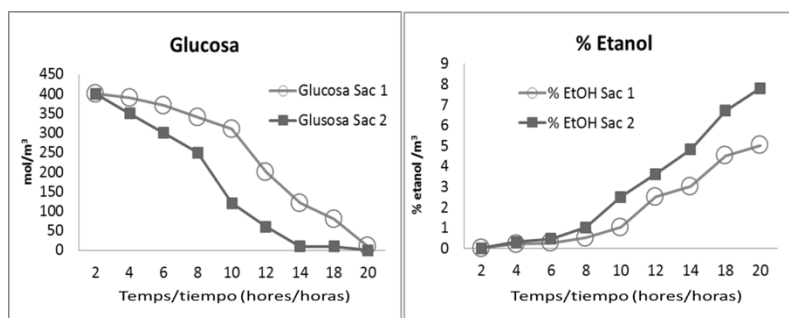 Glucosa
450
400
350
300
250
200
150
100
50
0
mol/m³
Glucosa Sac 1
Glusosa Sac 2
2 4 6 8 10 12 14 18 20
Temps/tiempo (hores/horas)
% Etanol
9
8
7
6
5
4
3
2
1
0
% etanol /m³
% EtOH Sac 1
% EtOH Sac 2
2 4 6 8 10 12 14 18 20
Temps/tiempo (hores/horas)